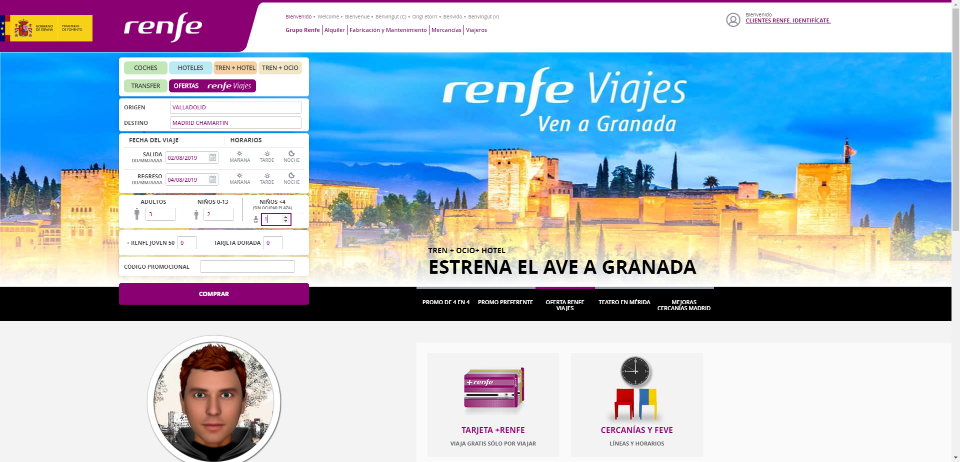 GOBIERNO DE ESPAÑA
MINISTERIO DE FOMENTO
renfe
Bienvenido • Welcome • Bienvenue • Benvingut (c) • Ongi etorri • Benvido • Benvingut (v)
Grupo Renfe | Alquiler | Fabricación y Mantenimiento | Mercancías | Viajeros
Bienvenido
CLIENTES RENFE. IDENTIFÍCATE.
COCHES
HOTELES
TREN + HOTEL
TREN + OCIO
TRANSFER
OFERTAS renfe Viajes
ORIGEN
VALLADOLID
DESTINO
MADRID-CHAMARTIN
FECHA DEL VIAJE
HORARIOS
SALIDA
DD/MM/AAAA
02/08/2019
MAÑANA
TARDE
NOCHE
REGRESO
DD/MM/AAAA
04/08/2019
MAÑANA
TARDE
NOCHE
ADULTOS
3
NIÑOS 0-13
2
NIÑOS <4
(SIN OCUPAR PLAZA)
+ RENFE JOVEN 50
0
TARJETA DORADA
0
CÓDIGO PROMOCIONAL
COMPRAR
renfe Viajes
Ven a Granada
TREN + OCIO+ HOTEL
ESTRENA EL AVE A GRANADA
PROMO DE 4 EN 4
PROMO PREFERENTE
OFERTA RENFE VIAJES
TEATRO EN MÉRIDA
MEJORAS CERCANÍAS MADRID
+renfe
TARJETA +RENFE
VIAJA GRATIS SÓLO POR VIAJAR
CERCANÍAS Y FEVE
LÍNEAS Y HORARIOS